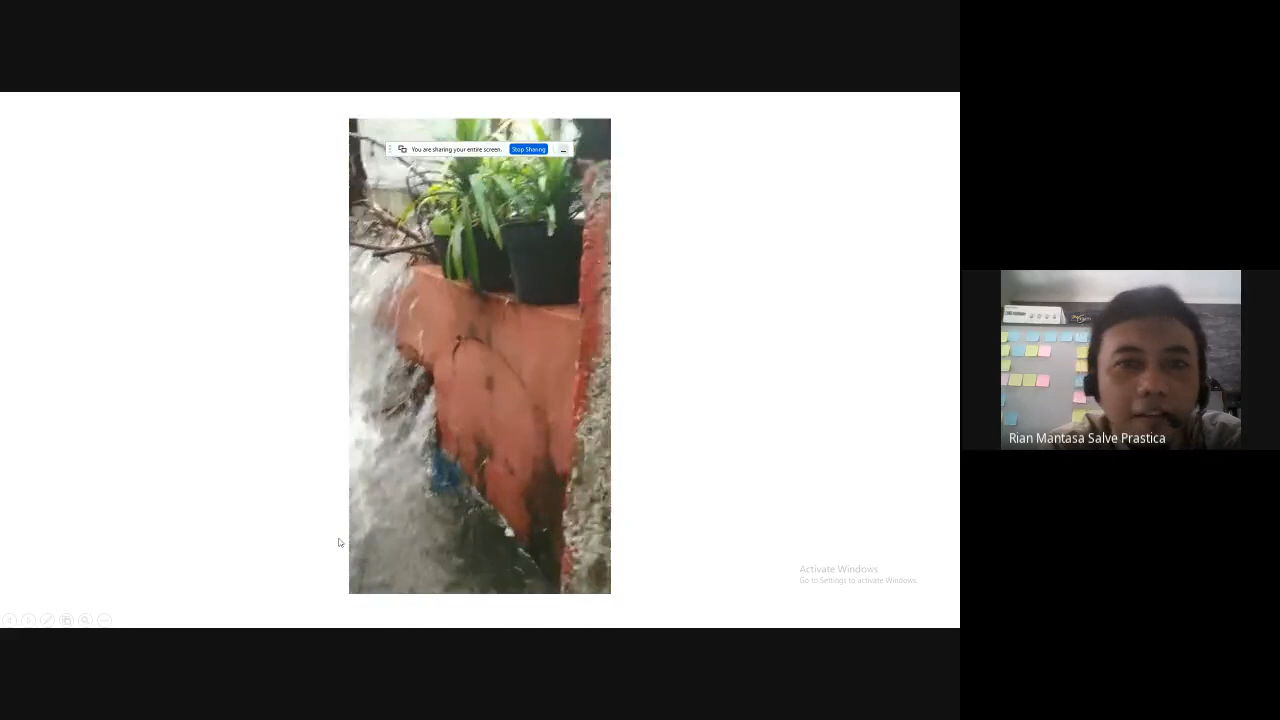 You are sharing your entire screen.
Stop Sharing
Activate Windows
Go to Settings to activate Windows.
Rian Mantasa Salve Prastica